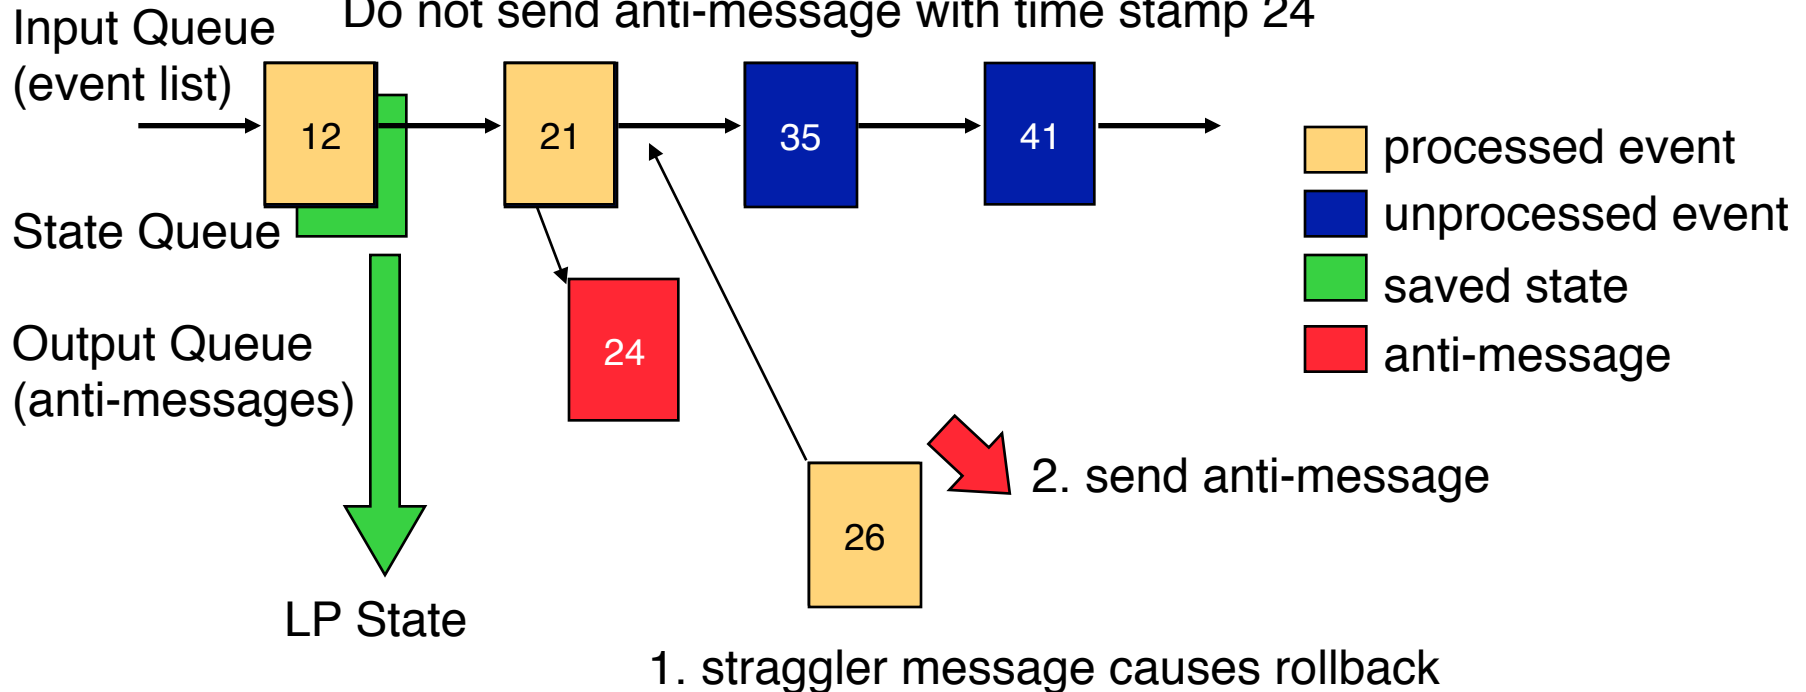 Do not send anti-message with time stamp 24
Input Queue
(event list)
12
21
35
41
processed event
unprocessed event
saved state
anti-message
State Queue
Output Queue
(anti-messages)
24
2. send anti-message
26
LP State
1. straggler message causes rollback